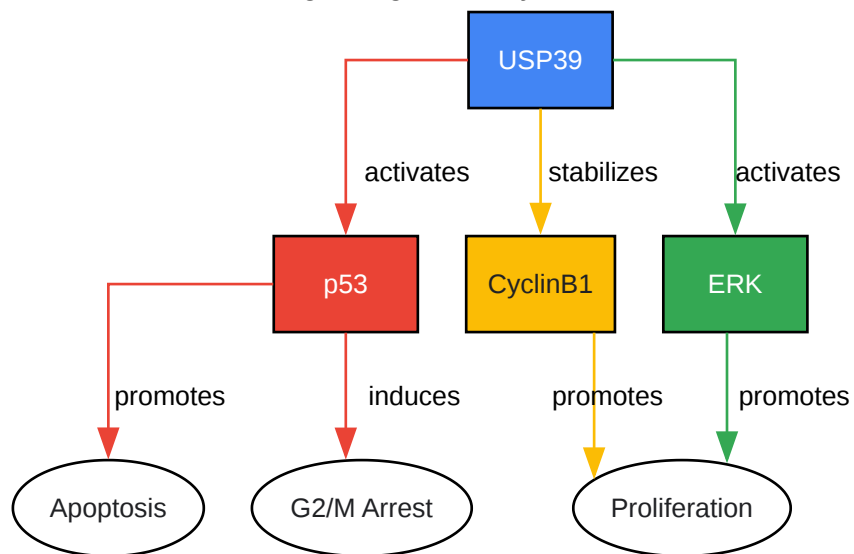 USP39
activates
stabilizes
activates
p53
CyclinB1
ERK
promotes
induces
promotes
promotes
Apoptosis
G2/M Arrest
Proliferation